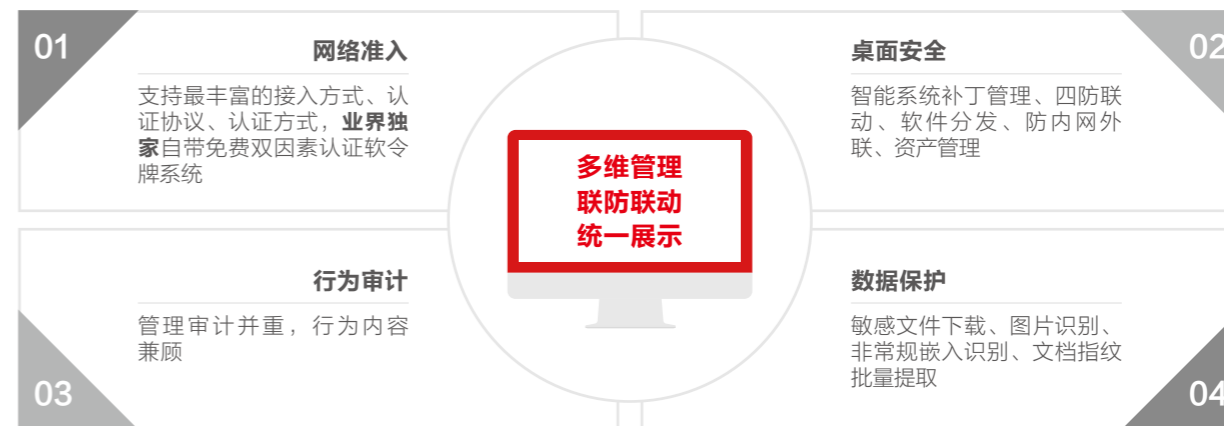 01
网络准入
支持最丰富的接入方式、认
证协议、认证方式，业界独
家自带免费双因素认证软令
牌系统
多维管理
联防联动
统一展示
桌面安全
02
智能系统补丁管理、四防联
动、软件分发、防内网外
联、资产管理
行为审计
管理审计并重，行为内容
兼顾
03
数据保护
敏感文件下载、图片识别、
非常规嵌入识别、文档指纹
批量提取
04